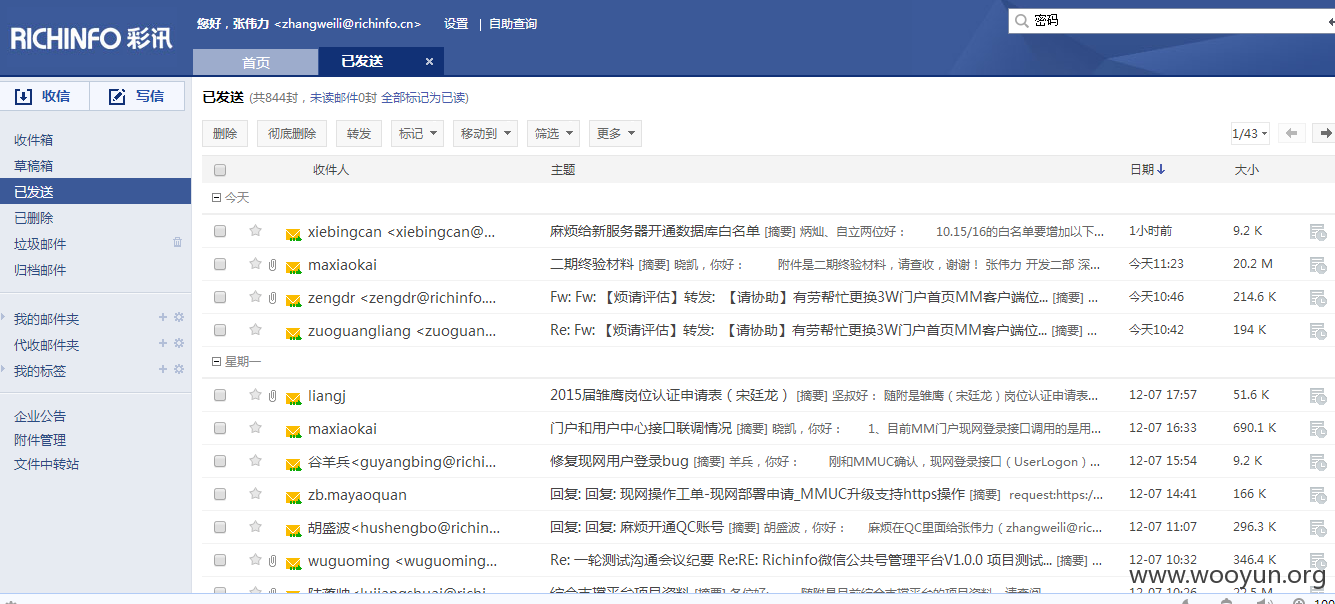 RICHINFO 彩讯
您好，张伟力 <zhangweili@richinfo.cn> 设置 | 自助查询
密码
首页 已发送 ×
收信 写信
收件箱
草稿箱
已发送
已删除
垃圾邮件
归档邮件
我的邮件夹
代收邮件夹
我的标签
企业公告
附件管理
文件中转站
已发送 (共844封，未读邮件0封 全部标记为已读)
删除 彻底删除 转发 标记 移动到 筛选 更多 1/43
收件人 主题 日期 大小
今天
xiebingcan <xiebingcan@... 麻烦给新服务器开通数据库白名单 [摘要] 炳灿、自立两位好： 10.15/16的白名单要增加以下... 1小时前 9.2 K
maxiaokai 二期终验材料 [摘要] 晓凯，你好： 附件是二期终验材料，请查收，谢谢！ 张伟力 开发二部 深... 今天11:23 20.2 M
zengdr <zengdr@richinfo.... Fw: Fw: 【烦请评估】转发: 【请协助】有劳帮忙更换3W门户首页MM客户端位... [摘要] ... 今天10:46 214.6 K
zuoguangliang <zuoguan... Re: Fw: 【烦请评估】转发: 【请协助】有劳帮忙更换3W门户首页MM客户端位... [摘要] ... 今天10:42 194 K
星期一
liangj 2015届雏鹰岗位认证申请表（宋廷龙） [摘要] 坚叔好： 随附是雏鹰（宋廷龙）岗位认证申请表... 12-07 17:57 51.6 K
maxiaokai 门户和用户中心接口联调情况 [摘要] 晓凯，你好： 1、目前MM门户现网登录接口调用的是用... 12-07 16:33 690.1 K
谷羊兵<guyangbing@richi... 修复现网用户登录bug [摘要] 羊兵，你好： 刚和MMUC确认，现网登录接口（UserLogon）... 12-07 15:54 9.2 K
zb.mayaoquan 回复: 回复: 现网操作工单-现网部署申请_MMUC升级支持https操作 [摘要] request:https:/... 12-07 14:41 166 K
胡盛波<hushengbo@richin... 回复: 回复: 麻烦开通QC账号 [摘要] 胡盛波，你好： 麻烦在QC里面给张伟力（zhangweili@ric... 12-07 11:07 296.3 K
wuguoming <wuguoming... Re: 一轮测试沟通会议纪要 Re:RE: Richinfo微信公共号管理平台V1.0.0 项目测试... [摘要] ... 12-07 10:32 346.4 K
www.wooyun.org